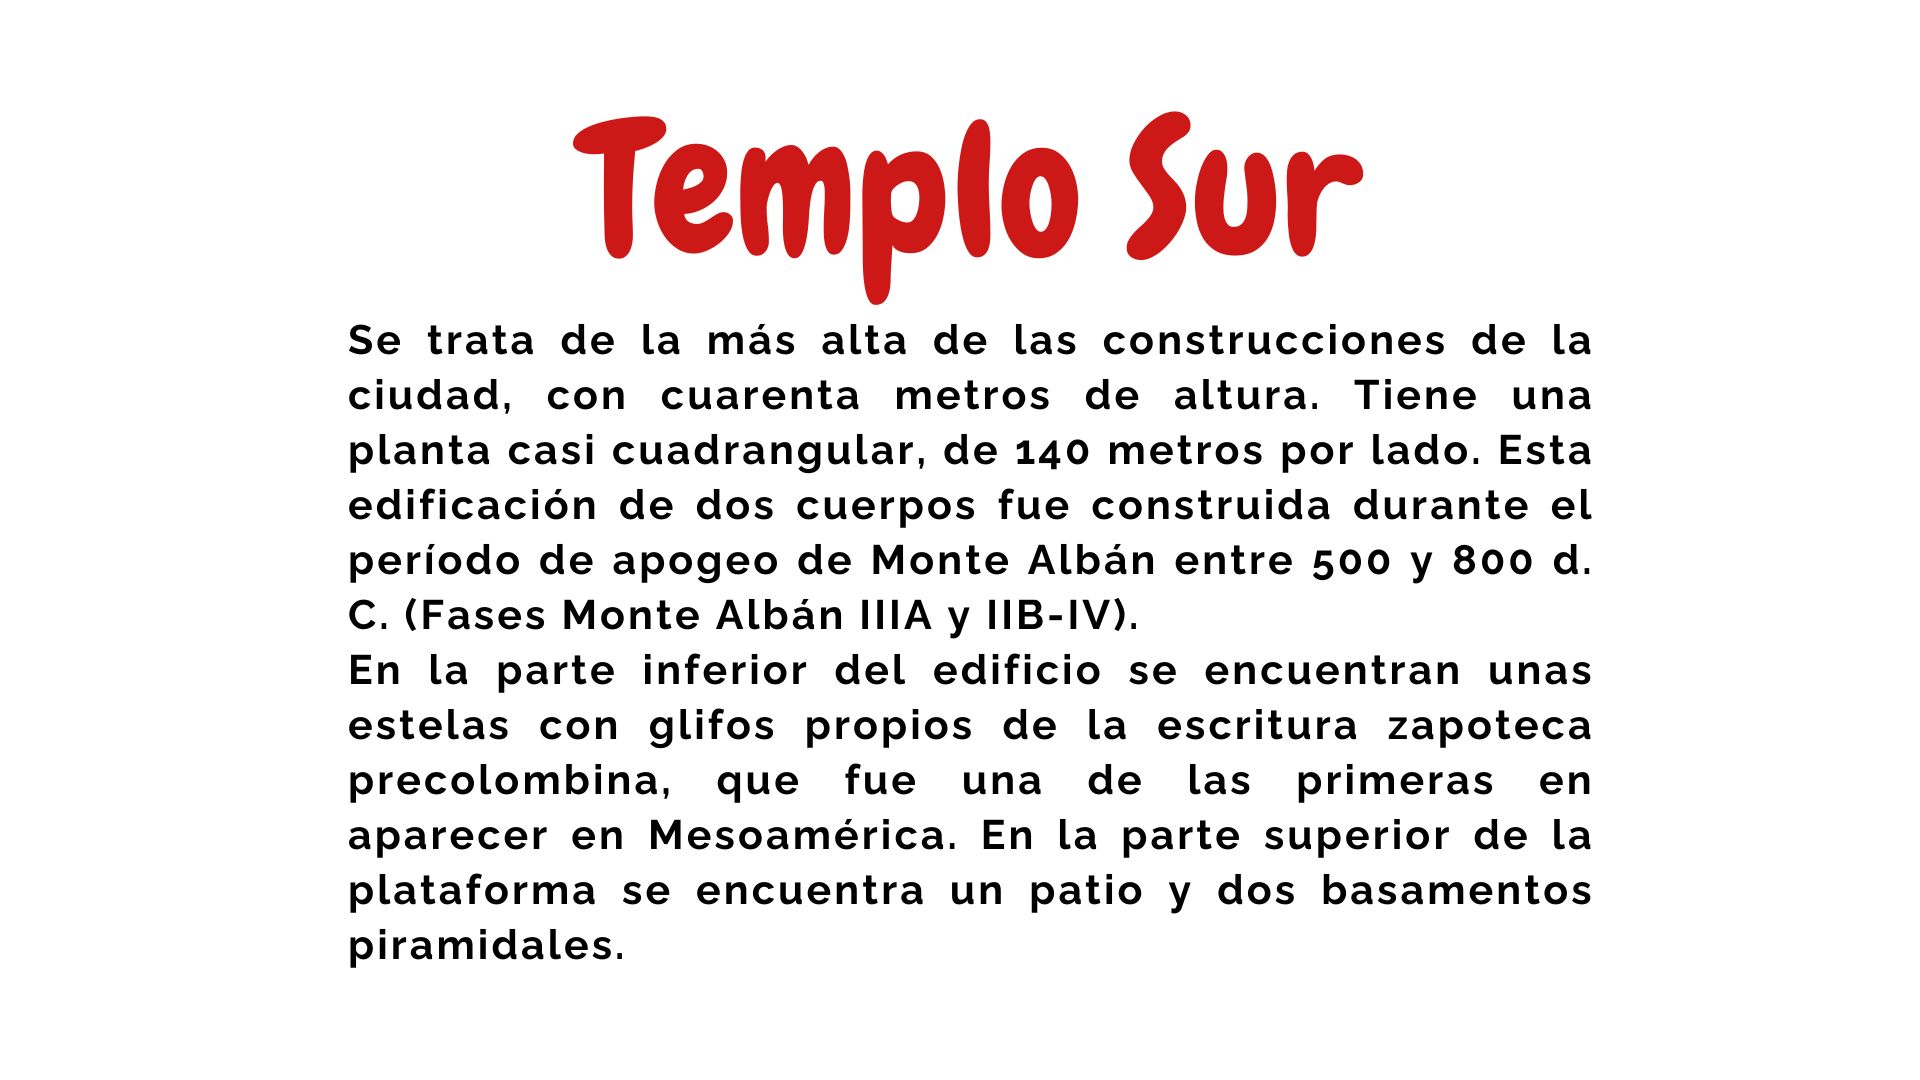 Templo Sur
Se trata de la más alta de las construcciones de la
ciudad, con cuarenta metros de altura. Tiene una
planta casi cuadrangular, de 140 metros por lado. Esta
edificación de dos cuerpos fue construida durante el
período de apogeo de Monte Albán entre 500 y 800 d.
C. (Fases Monte Albán IIIA y IIB-IV).
En la parte inferior del edificio se encuentran unas
estelas con glifos propios de la escritura zapoteca
precolombina, que fue una de las primeras en
aparecer en Mesoamérica. En la parte superior de la
plataforma se encuentra un patio y dos basamentos
piramidales.